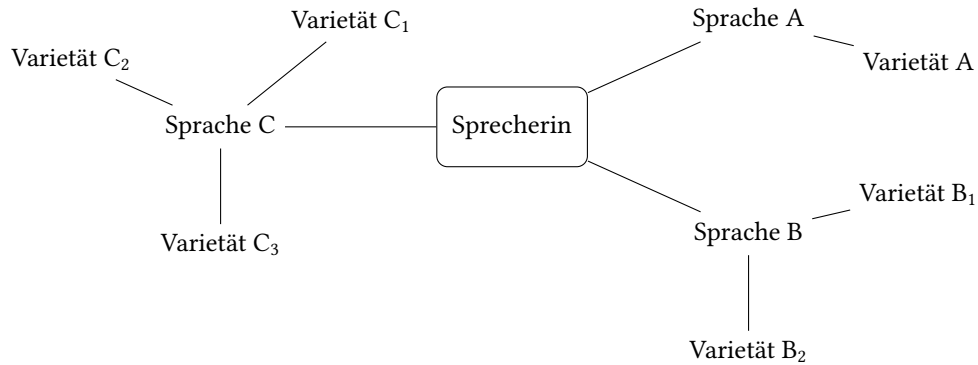 Varietät C₁
Sprache A
Varietät C₂
Varietät A
Sprache C
Sprecherin
Varietät B₁
Sprache B
Varietät C₃
Varietät B₂